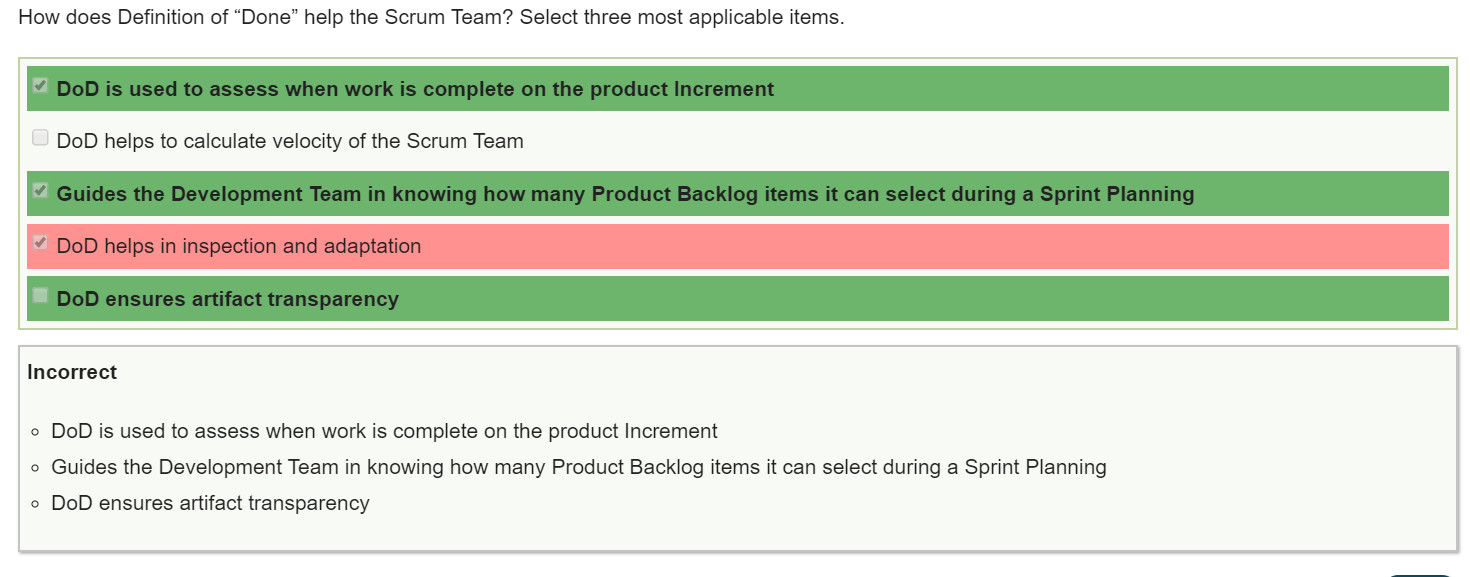 How does Definition of “Done” help the Scrum Team? Select three most applicable items.
DoD is used to assess when work is complete on the product Increment
DoD helps to calculate velocity of the Scrum Team
Guides the Development Team in knowing how many Product Backlog items it can select during a Sprint Planning
DoD helps in inspection and adaptation
DoD ensures artifact transparency
Incorrect
DoD is used to assess when work is complete on the product Increment
Guides the Development Team in knowing how many Product Backlog items it can select during a Sprint Planning
DoD ensures artifact transparency